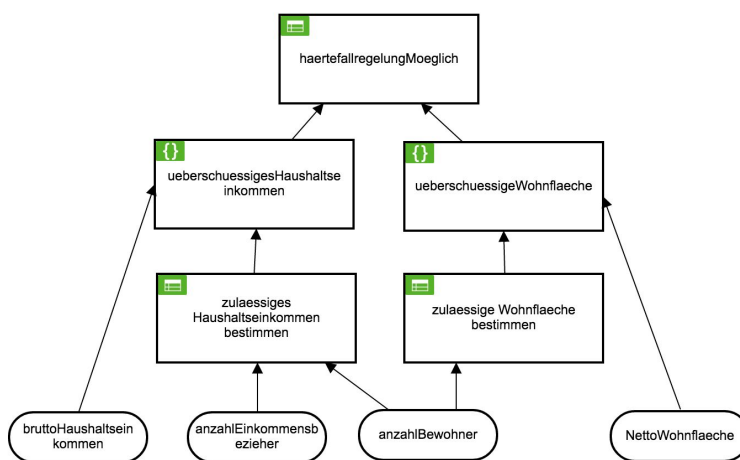 haertefallregelungMoeglich
{}
ueberschuessigesHaushaltse
inkommen
{}
ueberschuessigeWohnflaeche
zulaessiges
Haushaltseinkommen
bestimmen
zulaessige Wohnflaeche
bestimmen
bruttoHaushaltsein
kommen
anzahlEinkommensb
ezieher
anzahlBewohner
NettoWohnflaeche